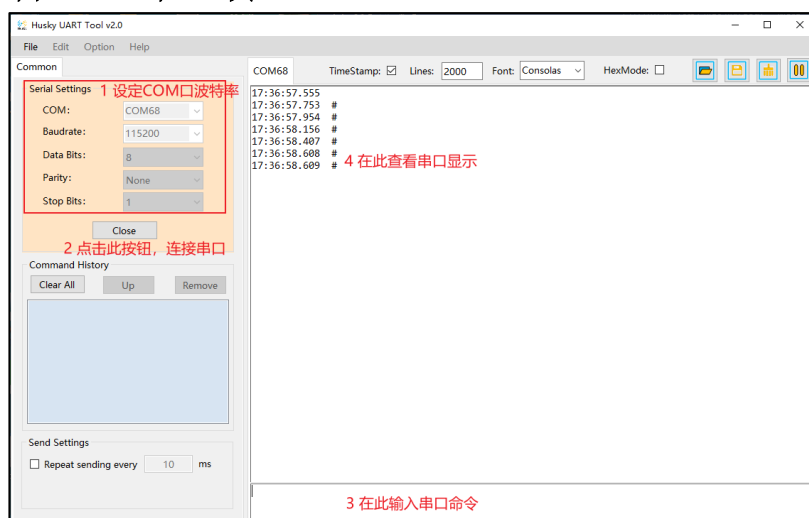 Husky UART Tool v2.0
File Edit Option Help
Common
Serial Settings
1 设定COM口波特率
COM: COM68
Baudrate: 115200
Data Bits: 8
Parity: None
Stop Bits: 1
Close
2 点击此按钮，连接串口
Command History
Clear All Up Remove
Send Settings
Repeat sending every 10 ms
COM68 TimeStamp: Lines: 2000 Font: Consolas HexMode:
17:36:57.555
17:36:57.753 #
17:36:57.954 #
17:36:58.156 #
17:36:58.407 #
17:36:58.608 #
17:36:58.609 #
4 在此查看串口显示
3 在此输入串口命令